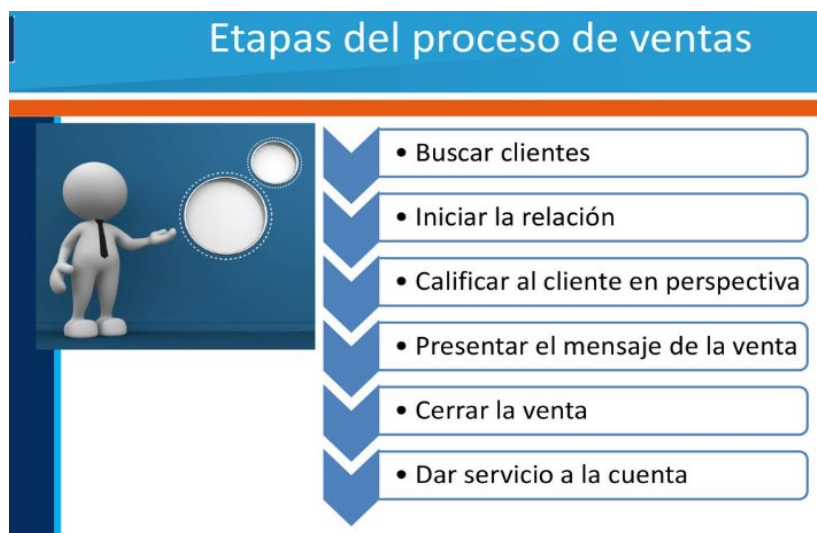 Etapas del proceso de ventas
• Buscar clientes
• Iniciar la relación
• Calificar al cliente en perspectiva
• Presentar el mensaje de la venta
• Cerrar la venta
• Dar servicio a la cuenta